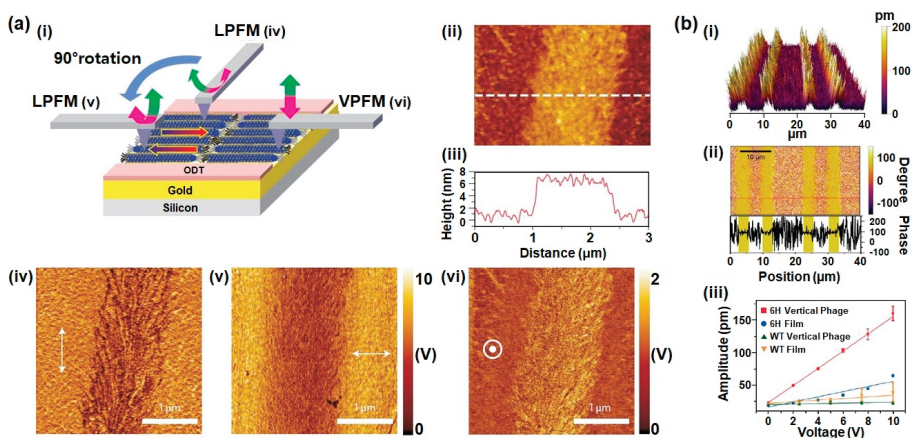 (a)
(i)
LPFM (iv)
90°rotation
LPFM (v)
VPFM (vi)
ODT
Gold
Silicon
(ii)
(iii)
Height (nm)
8
6
4
2
0
0 1 2 3
Distance (µm)
(iv)
1 µm
(v)
10
(V)
0
1 µm
(vi)
2
(V)
0
1 µm
(b)
(i)
pm
200
100
0
0 10 20 30 40
µm
(ii)
10 µm
100
0
-100
Degree
200
100
0
-100
Phase
0 10 20 30 40
Position (µm)
(iii)
6H Vertical Phage
6H Film
WT Vertical Phage
WT Film
Amplitude (pm)
150
100
50
0 2 4 6 8 10
Voltage (V)